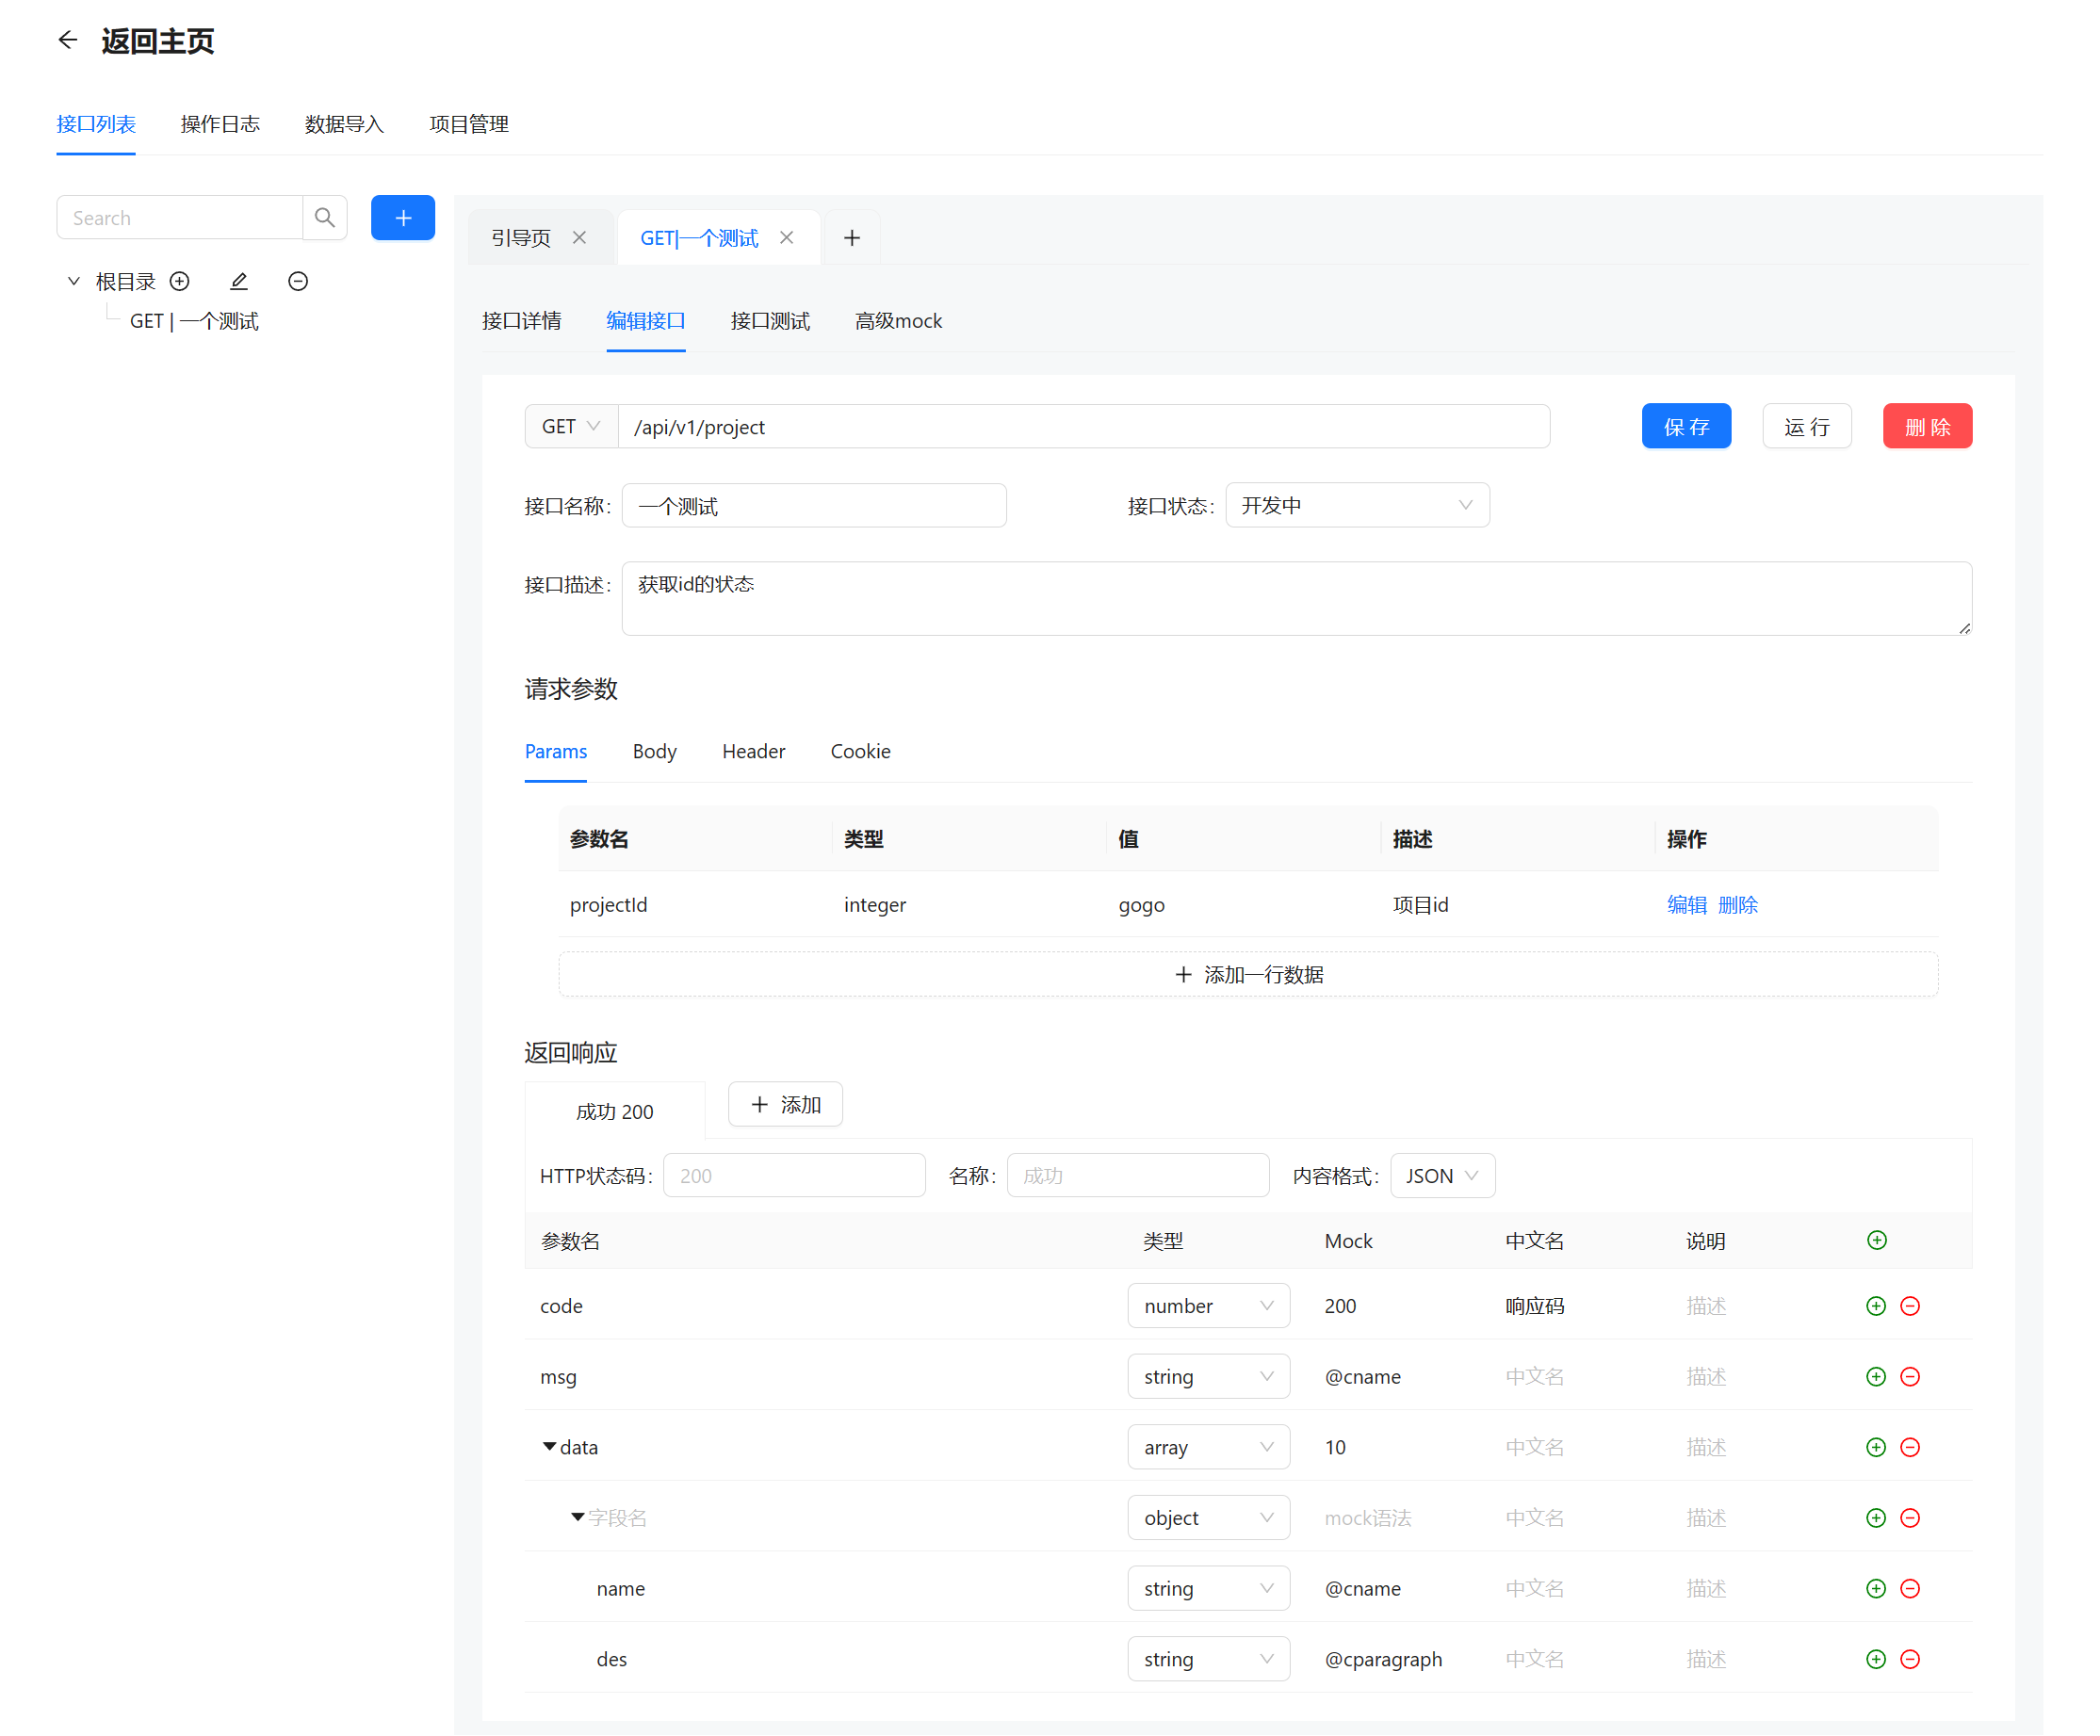 返回主页
接口列表 操作日志 数据导入 项目管理
Search
引导页 GET|一个测试
根目录
GET | 一个测试
接口详情 编辑接口 接口测试 高级mock
GET /api/v1/project 保 存 运 行 删 除
接口名称: 一个测试 接口状态: 开发中
接口描述: 获取id的状态
请求参数
Params Body Header Cookie
参数名 类型 值 描述 操作
projectId integer gogo 项目id 编辑 删除
添加一行数据
返回响应
成功 200 添加
HTTP状态码: 200 名称: 成功 内容格式: JSON
参数名 类型 Mock 中文名 说明
code number 200 响应码 描述
msg string @cname 中文名 描述
data array 10 中文名 描述
字段名 object mock语法 中文名 描述
name string @cname 中文名 描述
des string @cparagraph 中文名 描述